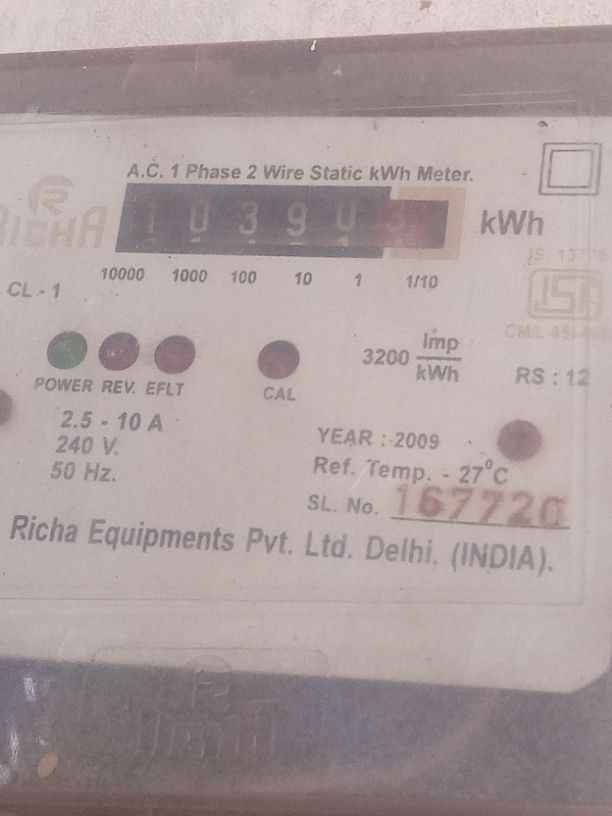 A.C. 1 Phase 2 Wire Static kWh Meter.
RICHA
1 0 3 9 0 3 kWh
10000 1000 100 10 1 1/10
CL - 1
ISI
3200 Imp/kWh
RS : 12
POWER REV. EFLT CAL
2.5 - 10 A
240 V.
50 Hz.
YEAR : 2009
Ref. Temp. - 27°C
SL. No. 167720
Richa Equipments Pvt. Ltd. Delhi, (INDIA).